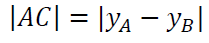 |AC| = |y_A − y_B|